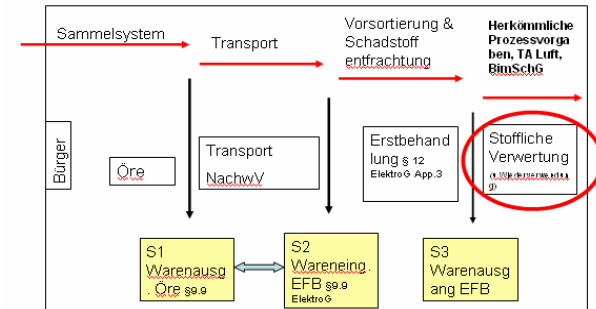 Sammelsystem
Transport
Vorsortierung &
Schadstoff
entfrachtung
Herkömmliche
Prozessvorga
ben, TA Luft,
BimSchG
Bürger
Öre
Transport
NachwV
Erstbehand
lung § 12
ElektroG App.3
Stoffliche
Verwertung
S1
Warenausg
. Öre §9.9
S2
Wareneing.
EFB §9.9
ElektroG
S3
Warenausg
ang EFB